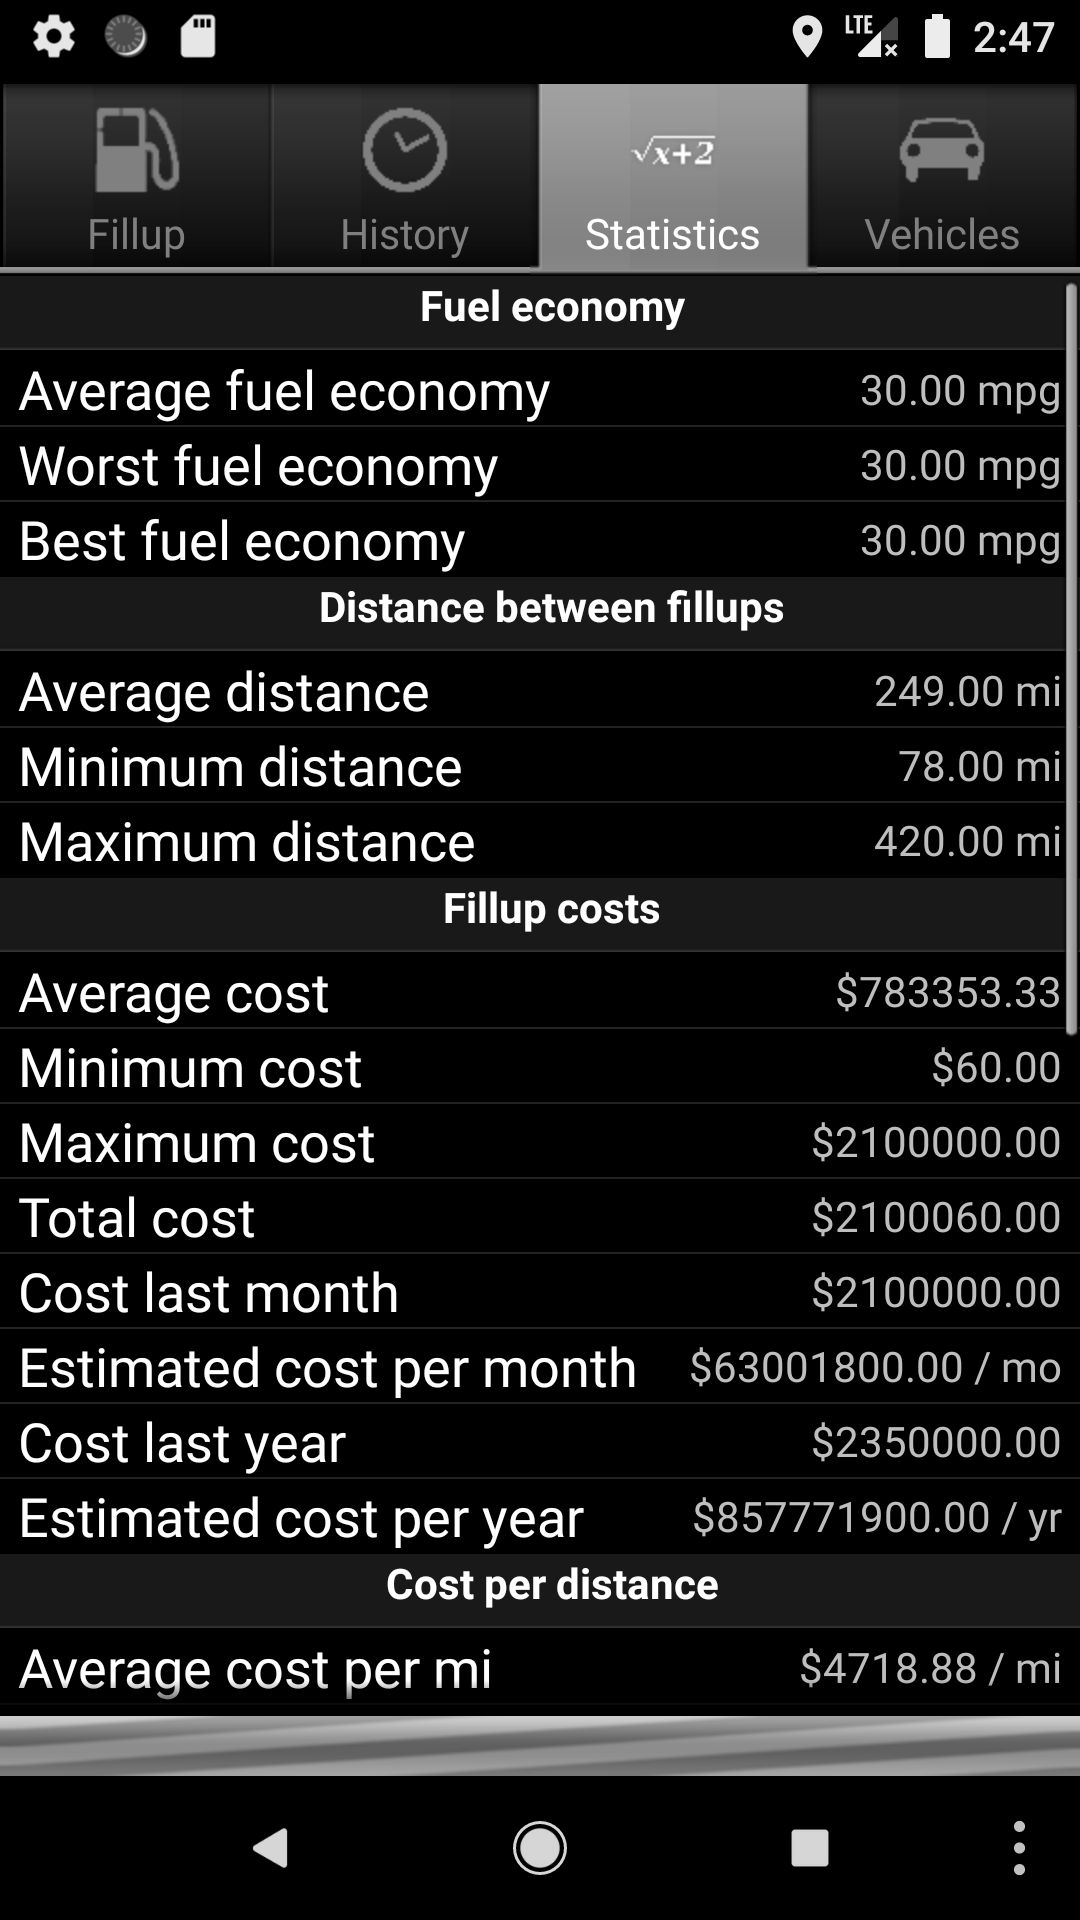 LTE 2:47
√x+2
Fillup History Statistics Vehicles
Fuel economy
Average fuel economy 30.00 mpg
Worst fuel economy 30.00 mpg
Best fuel economy 30.00 mpg
Distance between fillups
Average distance 249.00 mi
Minimum distance 78.00 mi
Maximum distance 420.00 mi
Fillup costs
Average cost $783353.33
Minimum cost $60.00
Maximum cost $2100000.00
Total cost $2100060.00
Cost last month $2100000.00
Estimated cost per month $63001800.00 / mo
Cost last year $2350000.00
Estimated cost per year $857771900.00 / yr
Cost per distance
Average cost per mi $4718.88 / mi